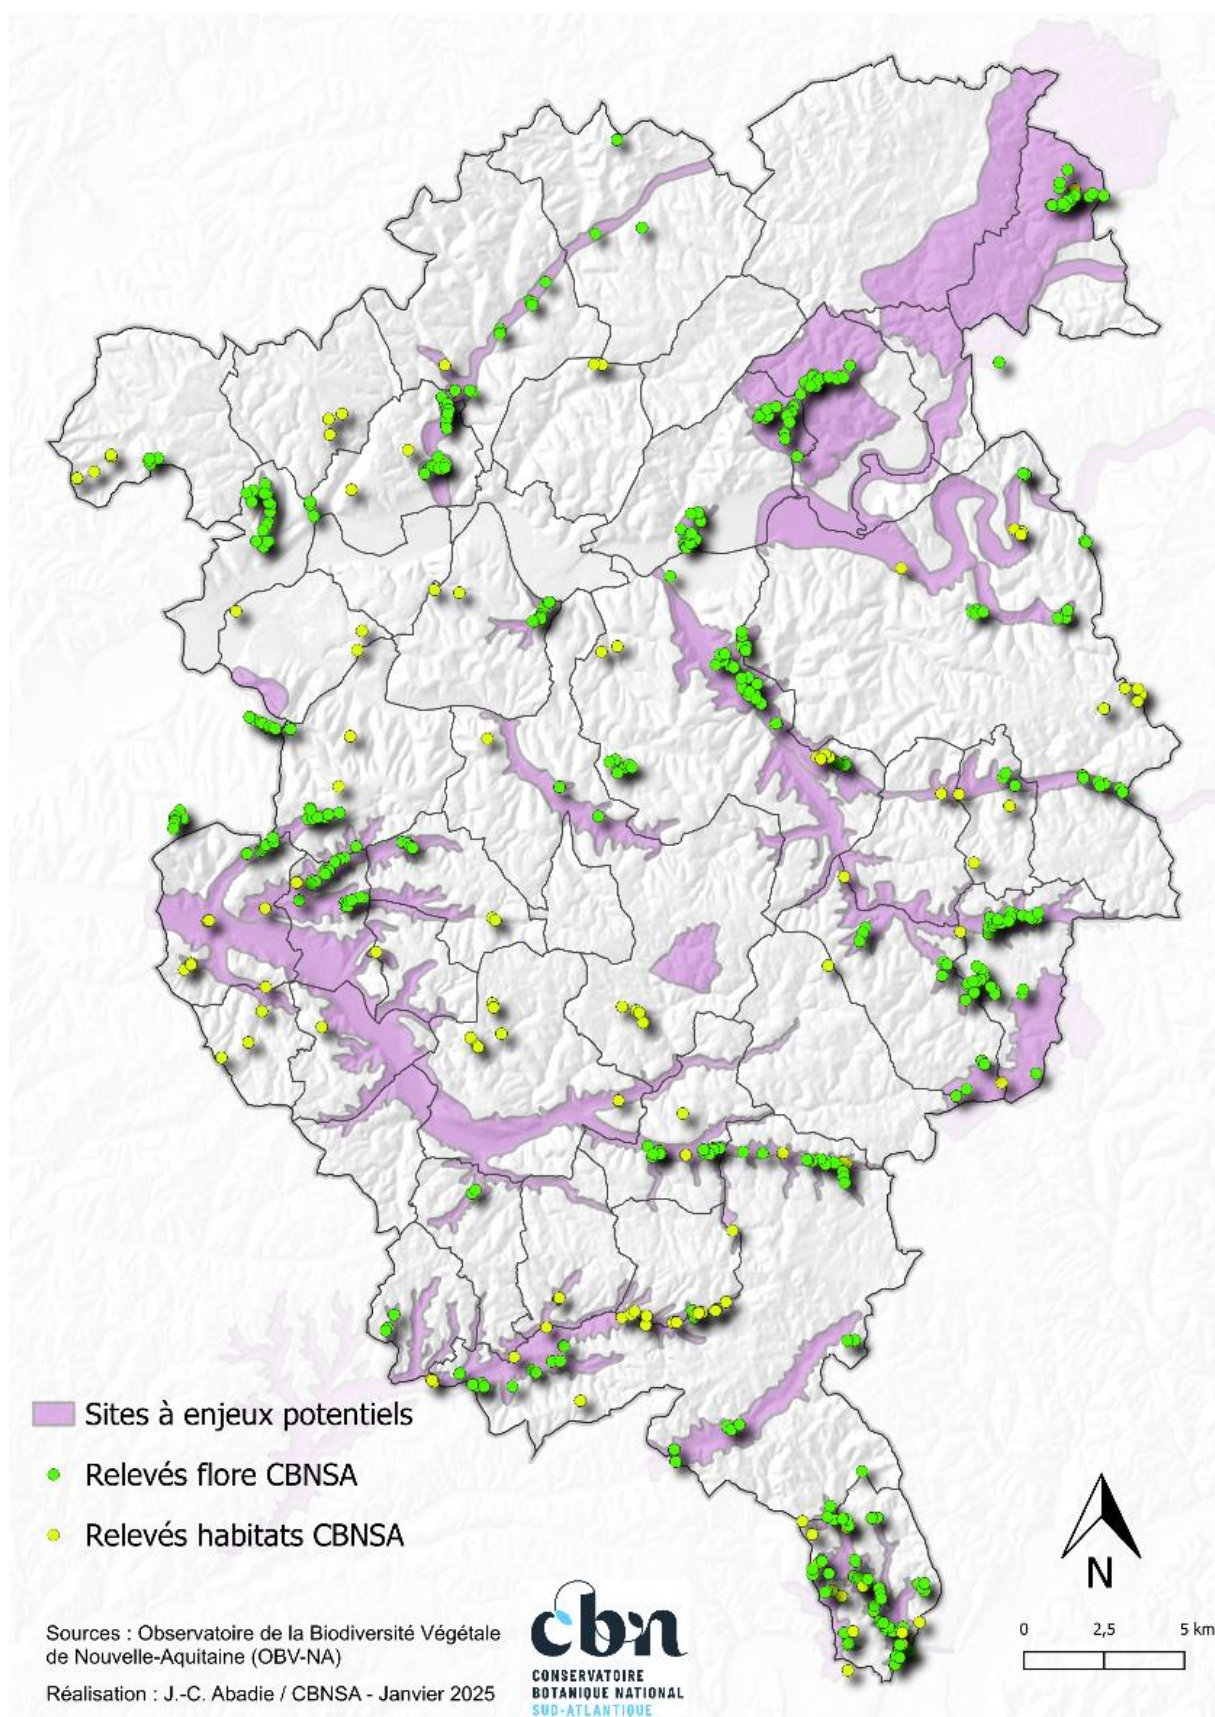 Sites à enjeux potentiels
Relevés flore CBNSA
Relevés habitats CBNSA
Sources : Observatoire de la Biodiversité Végétale
de Nouvelle-Aquitaine (OBV-NA)
Réalisation : J.-C. Abadie / CBNSA - Janvier 2025
cbn
CONSERVATOIRE
BOTANIQUE NATIONAL
SUD-ATLANTIQUE
N
0 2,5 5 km